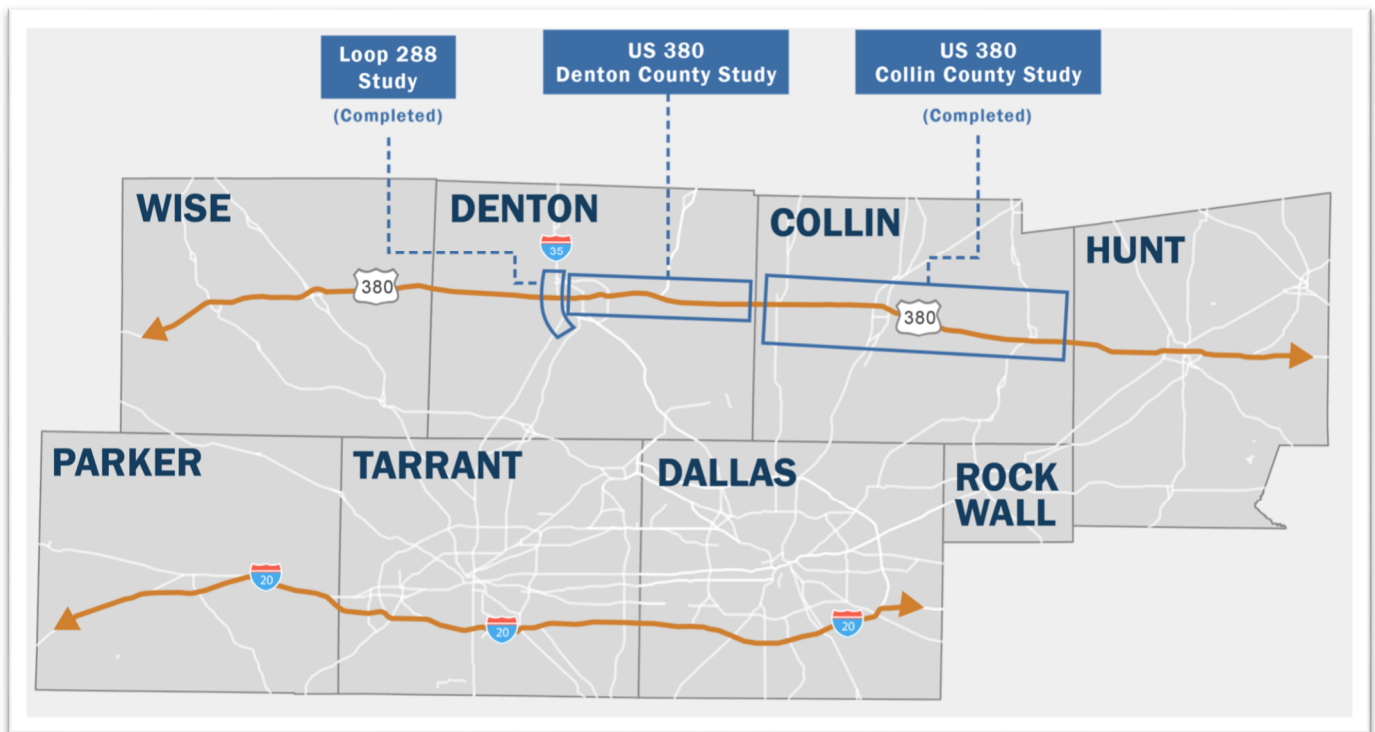 Loop 288
Study
(Completed)
US 380
Denton County Study
US 380
Collin County Study
(Completed)
WISE
DENTON
COLLIN
HUNT
35
380
380
PARKER
TARRANT
DALLAS
ROCK
WALL
20
20
20